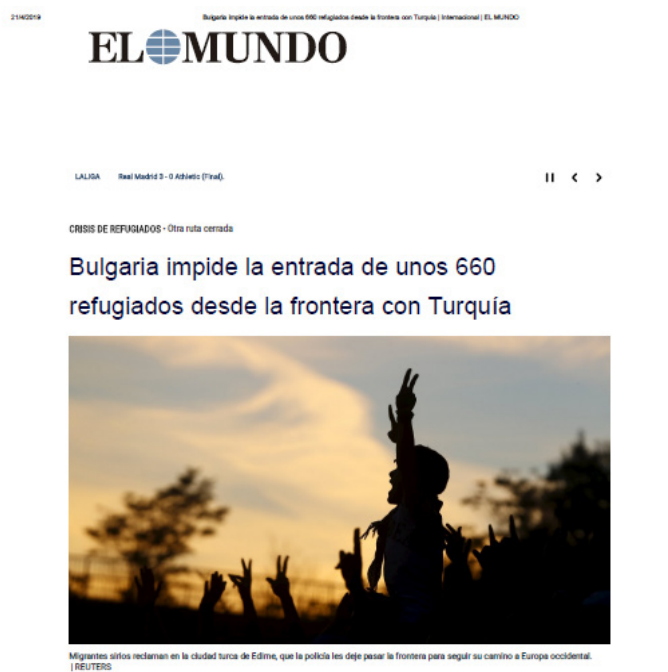 21/4/2019 Bulgaria impide la entrada de unos 660 refugiados desde la frontera con Turquía | Internacional | EL MUNDO
EL MUNDO
LALIGA Real Madrid 3 - 0 Athletic (Final).
CRISIS DE REFUGIADOS - Otra ruta cerrada
Bulgaria impide la entrada de unos 660
refugiados desde la frontera con Turquía
Migrantes sirios reclaman en la ciudad turca de Edirne, que la policía les deje pasar la frontera para seguir su camino a Europa occidental.
| REUTERS